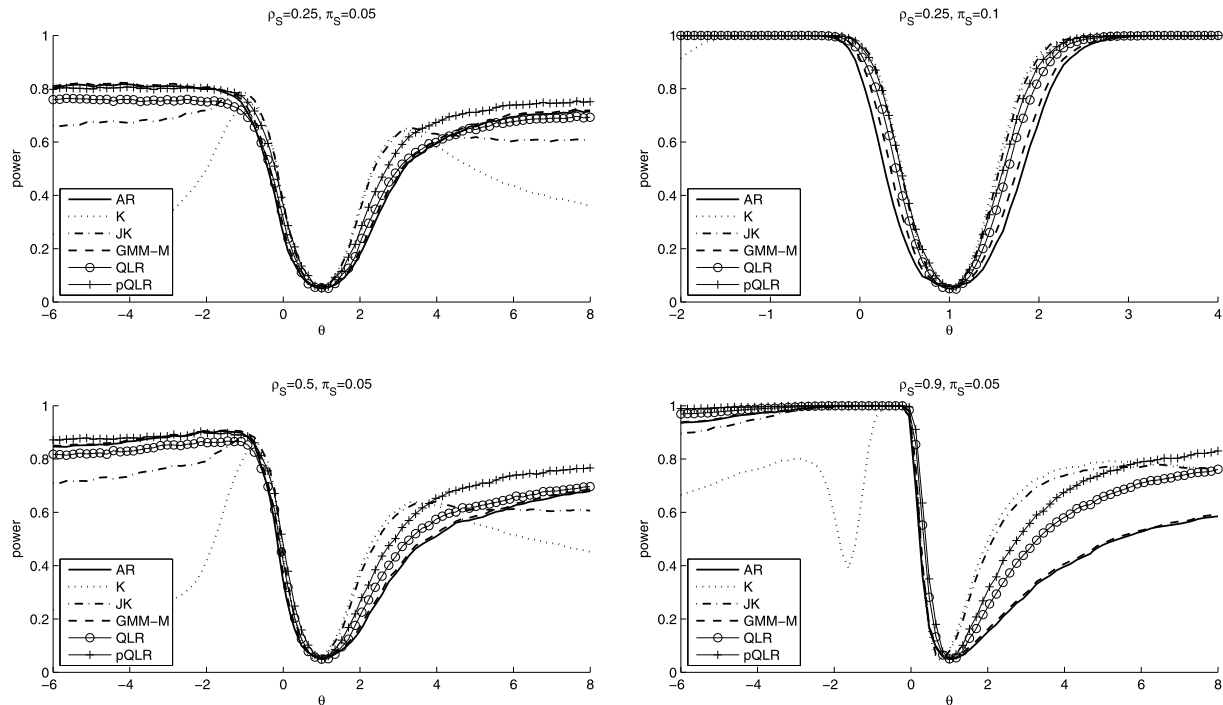 ρS=0.25, πS=0.05
1
0.8
0.6
0.4
0.2
0
power
AR
K
JK
GMM−M
QLR
pQLR
−6 −4 −2 0 2 4 6 8
θ
ρS=0.25, πS=0.1
1
0.8
0.6
0.4
0.2
0
power
AR
K
JK
GMM−M
QLR
pQLR
−2 −1 0 1 2 3 4
θ
ρS=0.5, πS=0.05
1
0.8
0.6
0.4
0.2
0
power
AR
K
JK
GMM−M
QLR
pQLR
−6 −4 −2 0 2 4 6 8
θ
ρS=0.9, πS=0.05
1
0.8
0.6
0.4
0.2
0
power
AR
K
JK
GMM−M
QLR
pQLR
−6 −4 −2 0 2 4 6 8
θ